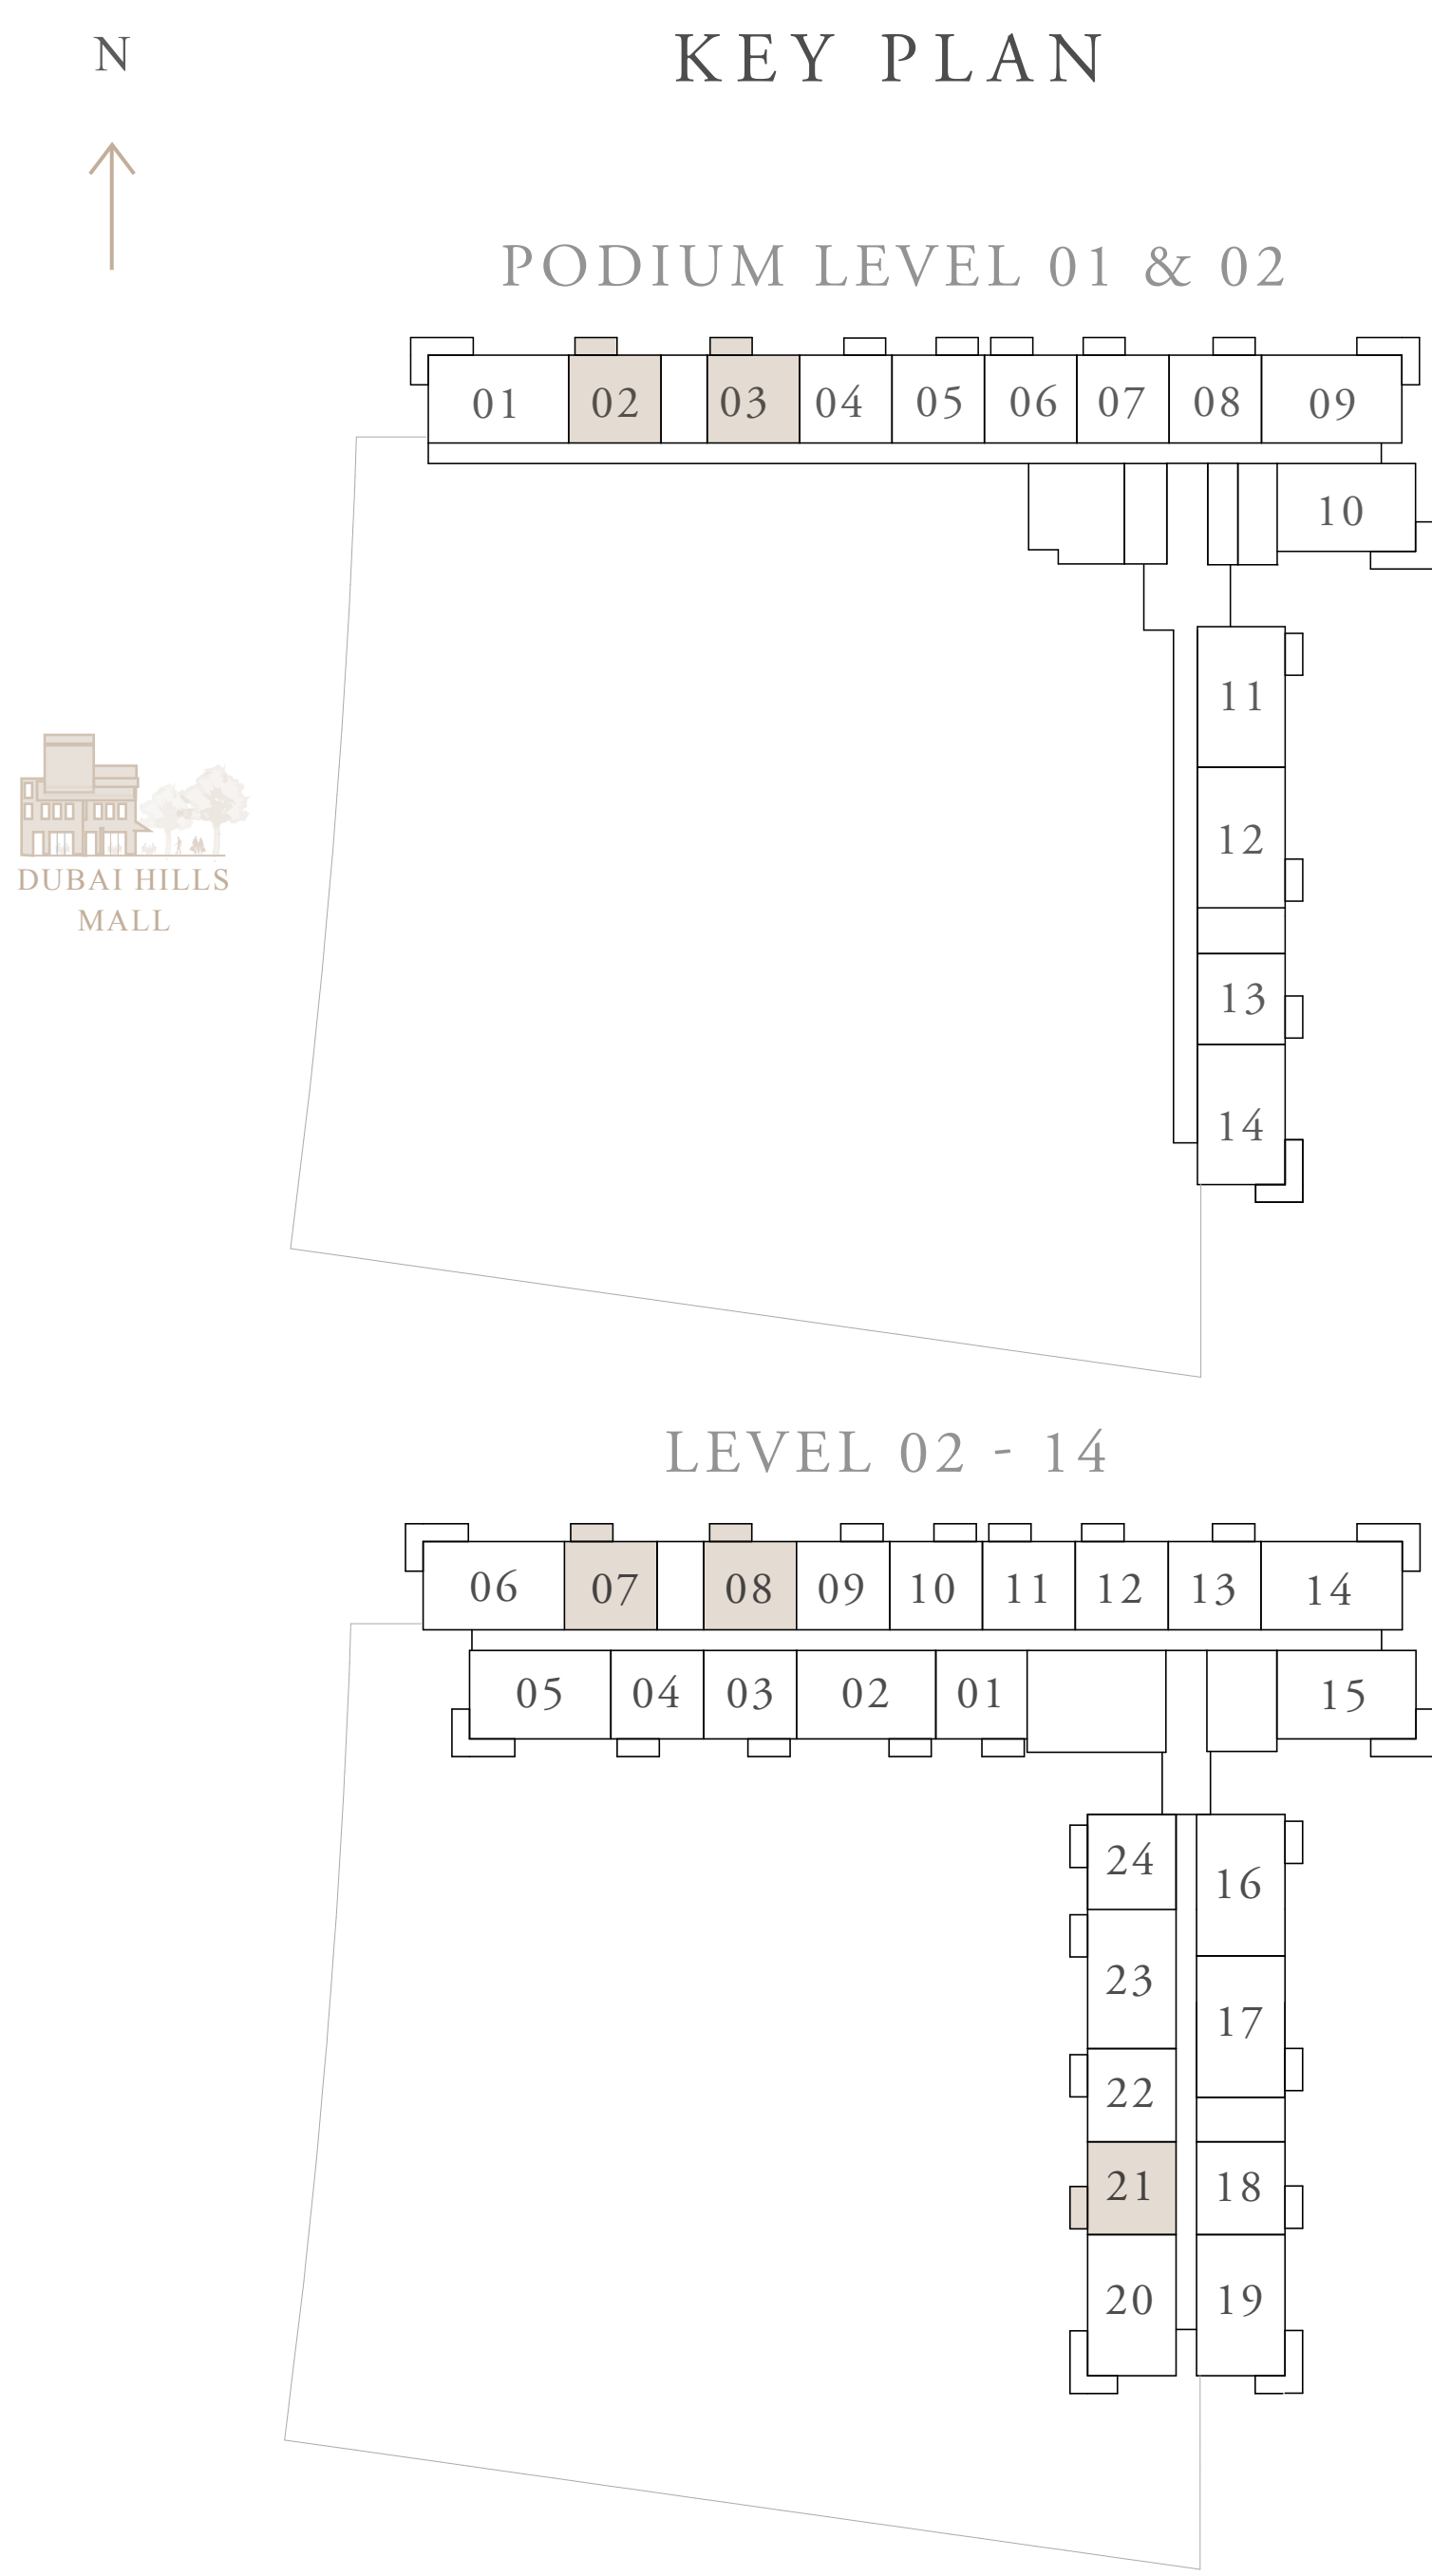 N
KEY PLAN
PODIUM LEVEL 01 & 02
01 02 03 04 05 06 07 08 09
10
11
12
DUBAI HILLS
MALL
13
14
LEVEL 02 - 14
06 07 08 09 10 11 12 13 14
05 04 03 02 01 15
24 16
23
17
22
21 18
20 19